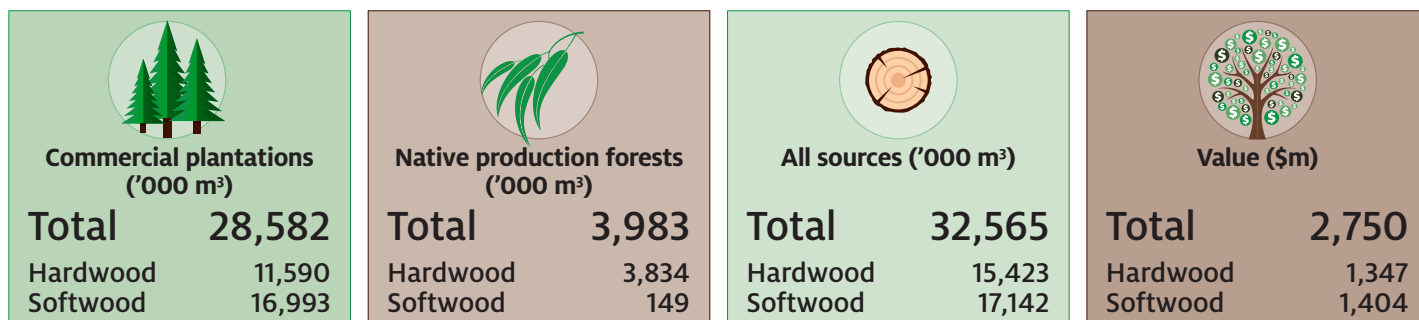 Commercial plantations
(’000 m³)
Total 28,582
Hardwood 11,590
Softwood 16,993
Native production forests
(’000 m³)
Total 3,983
Hardwood 3,834
Softwood 149
All sources (’000 m³)
Total 32,565
Hardwood 15,423
Softwood 17,142
Value ($m)
Total 2,750
Hardwood 1,347
Softwood 1,404